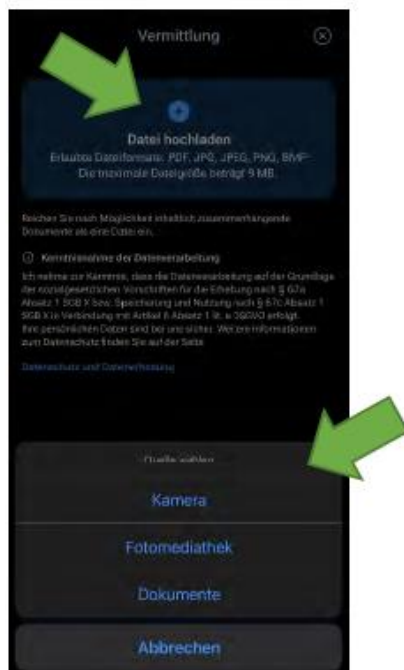 Vermittlung
Datei hochladen
Erlaubte Dateiformate: PDF, JPG, JPEG, PNG, BMP
Die maximale Dateigröße beträgt 9 MB.
Reichen Sie nach Möglichkeit inhaltlich zusammenhängende
Dokumente als eine Datei ein.
Kenntnisnahme der Datenverarbeitung
Ich nehme zur Kenntnis, dass die Datenverarbeitung auf der Grundlage
der sozialgesetzlichen Vorschriften für die Erhebung nach § 67a
Absatz 1 SGB X bzw. Speicherung und Nutzung nach § 67c Absatz 1
SGB X in Verbindung mit Artikel 6 Absatz 1 lit. e DSGVO erfolgt.
Ihre persönlichen Daten sind bei uns sicher. Weitere Informationen
zum Datenschutz finden Sie auf der Seite
Datenschutz und Datenerfassung
Quelle wählen
Kamera
Fotomediathek
Dokumente
Abbrechen